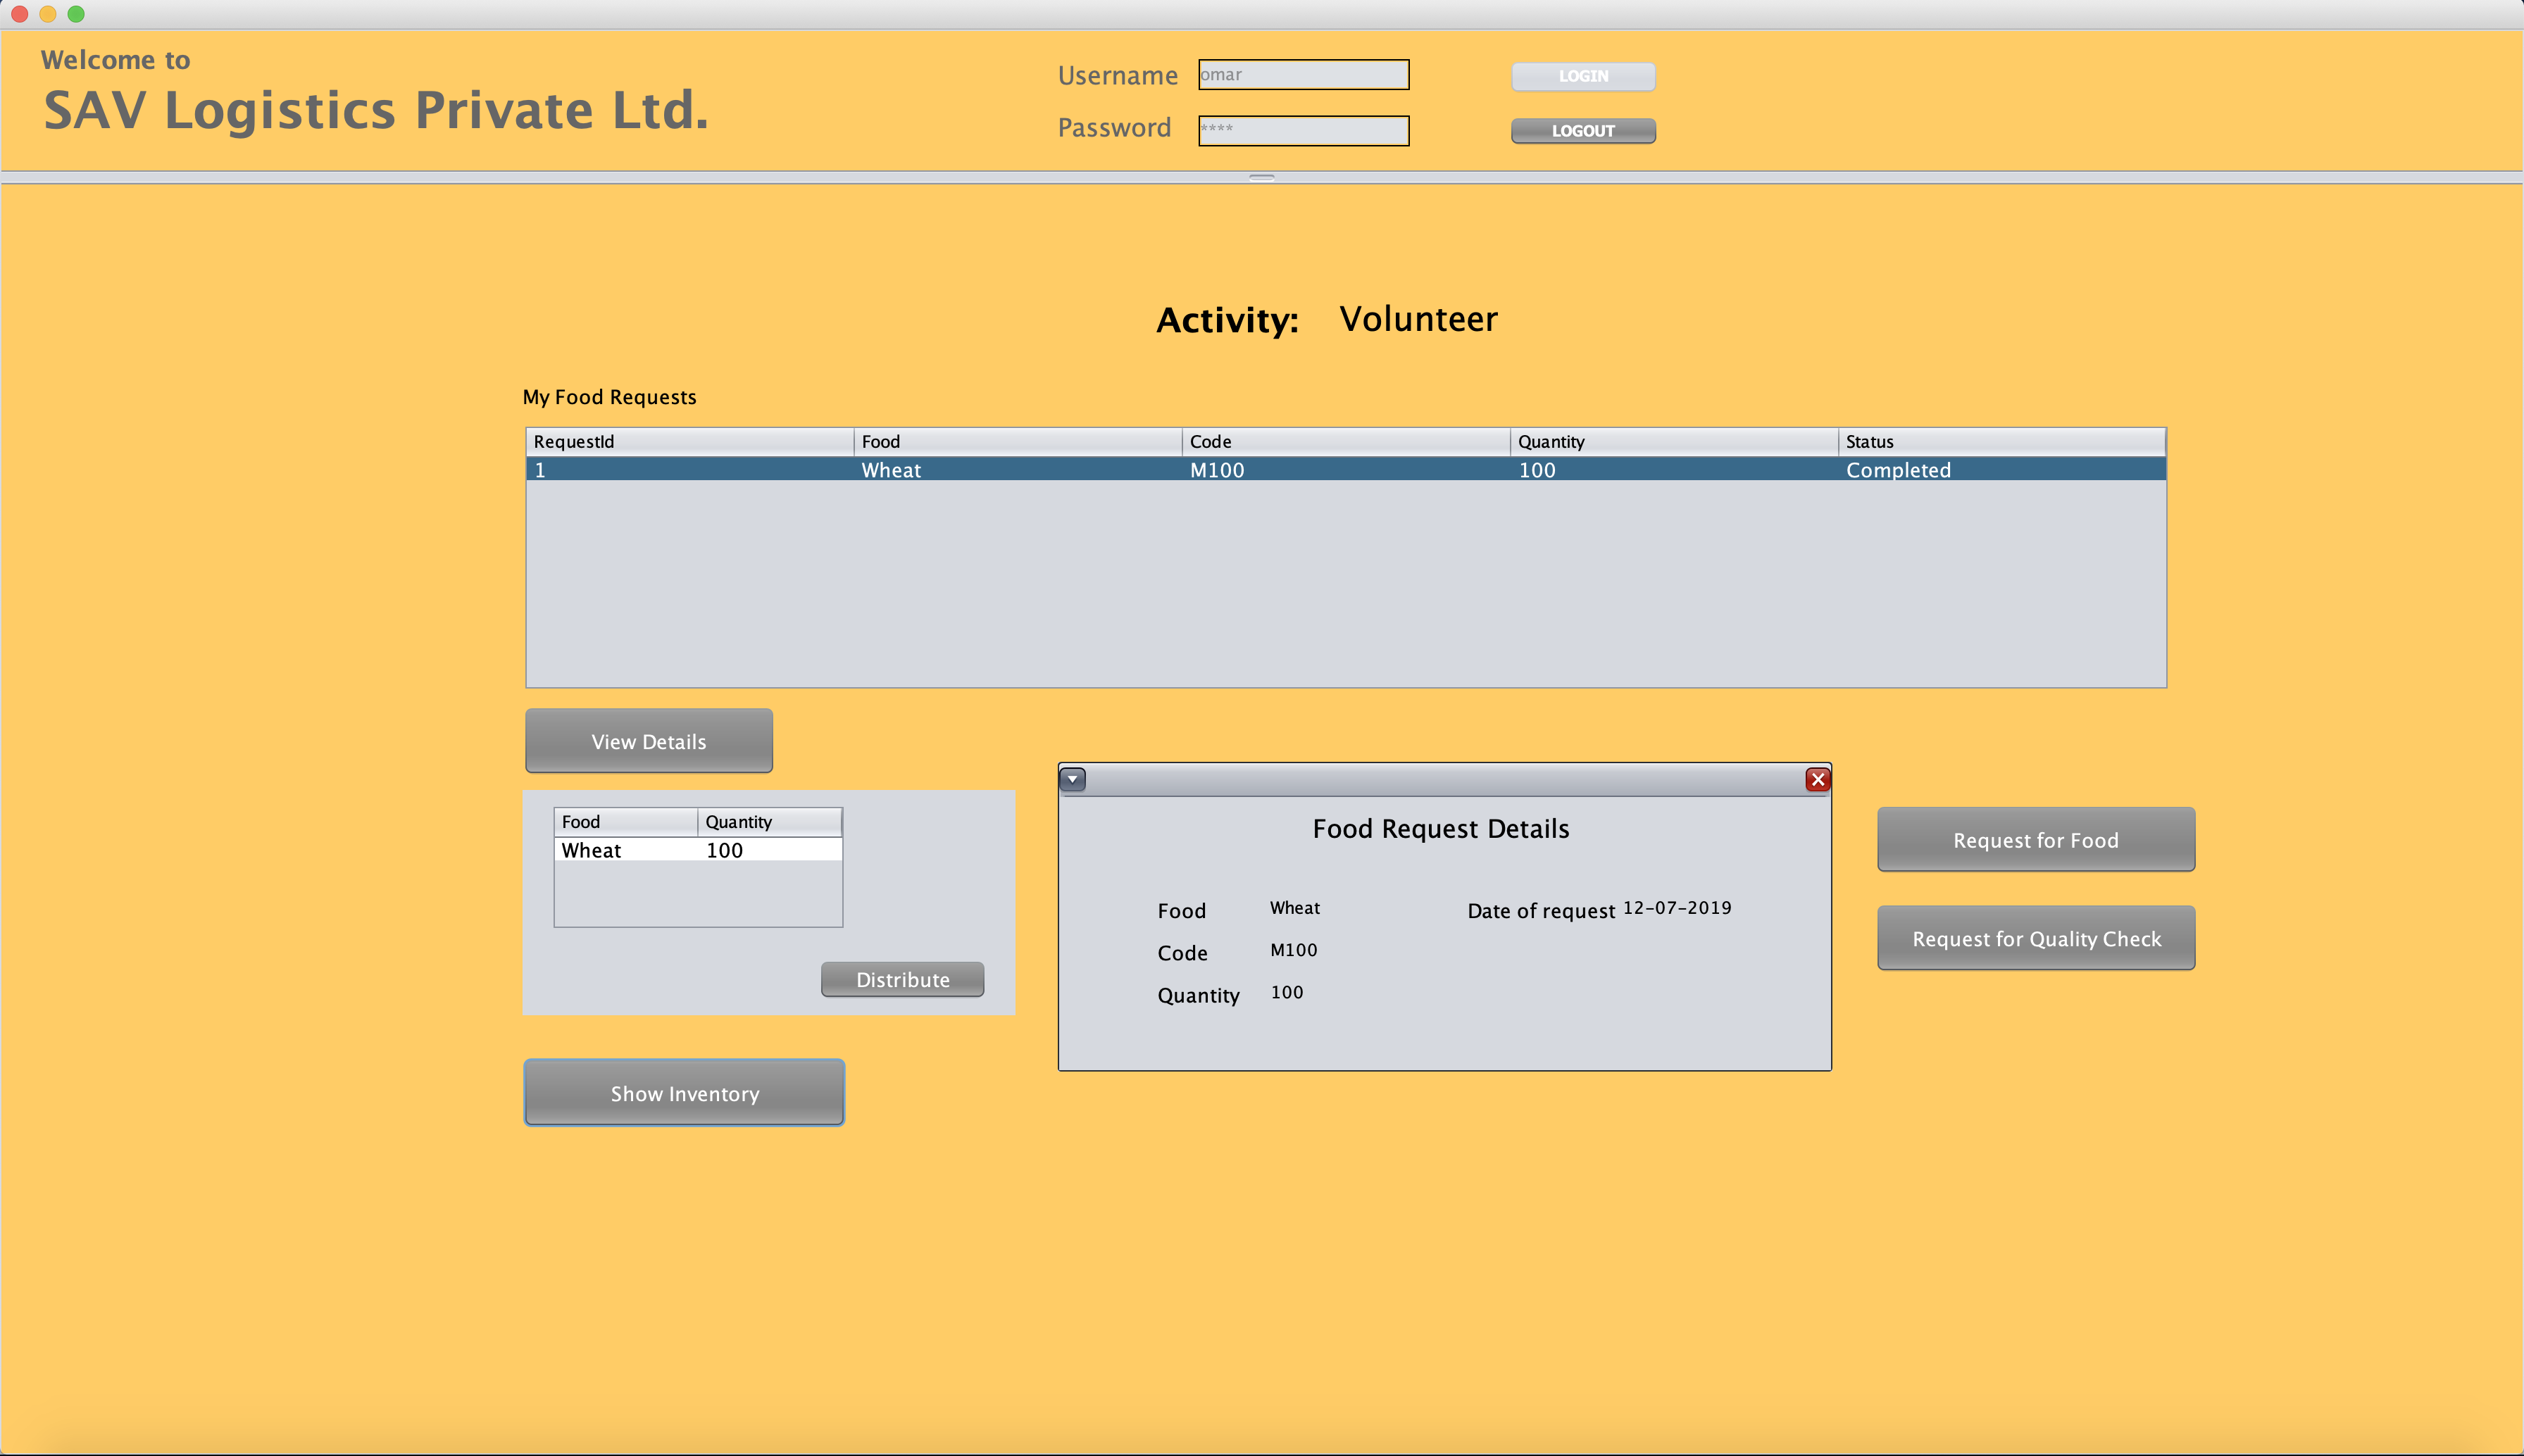 Welcome to
SAV Logistics Private Ltd.
Username omar LOGIN
Password **** LOGOUT
Activity: Volunteer
My Food Requests
RequestId Food Code Quantity Status
1 Wheat M100 100 Completed
View Details
Food Quantity
Wheat 100
Distribute
Show Inventory
Food Request Details
Food Wheat Date of request 12-07-2019
Code M100
Quantity 100
Request for Food
Request for Quality Check